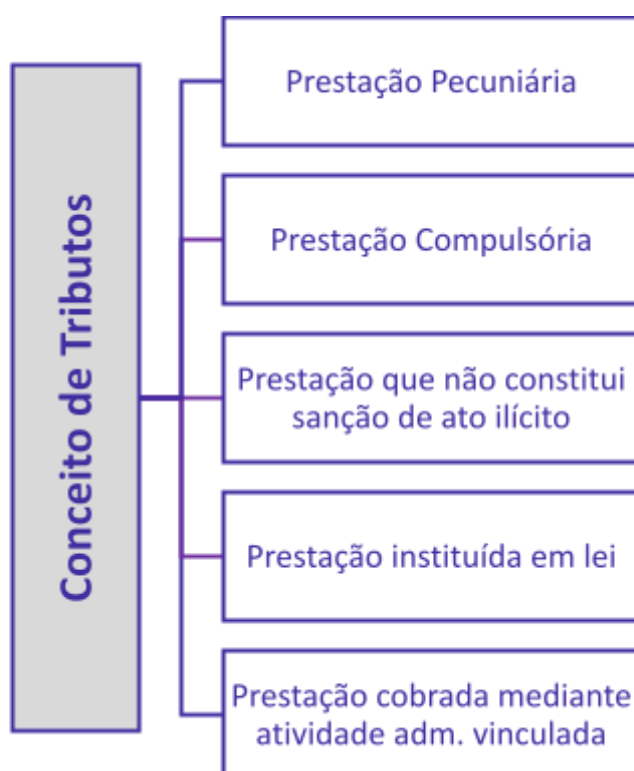 Conceito de Tributos
Prestação Pecuniária
Prestação Compulsória
Prestação que não constitui
sanção de ato ilícito
Prestação instituída em lei
Prestação cobrada mediante
atividade adm. vinculada